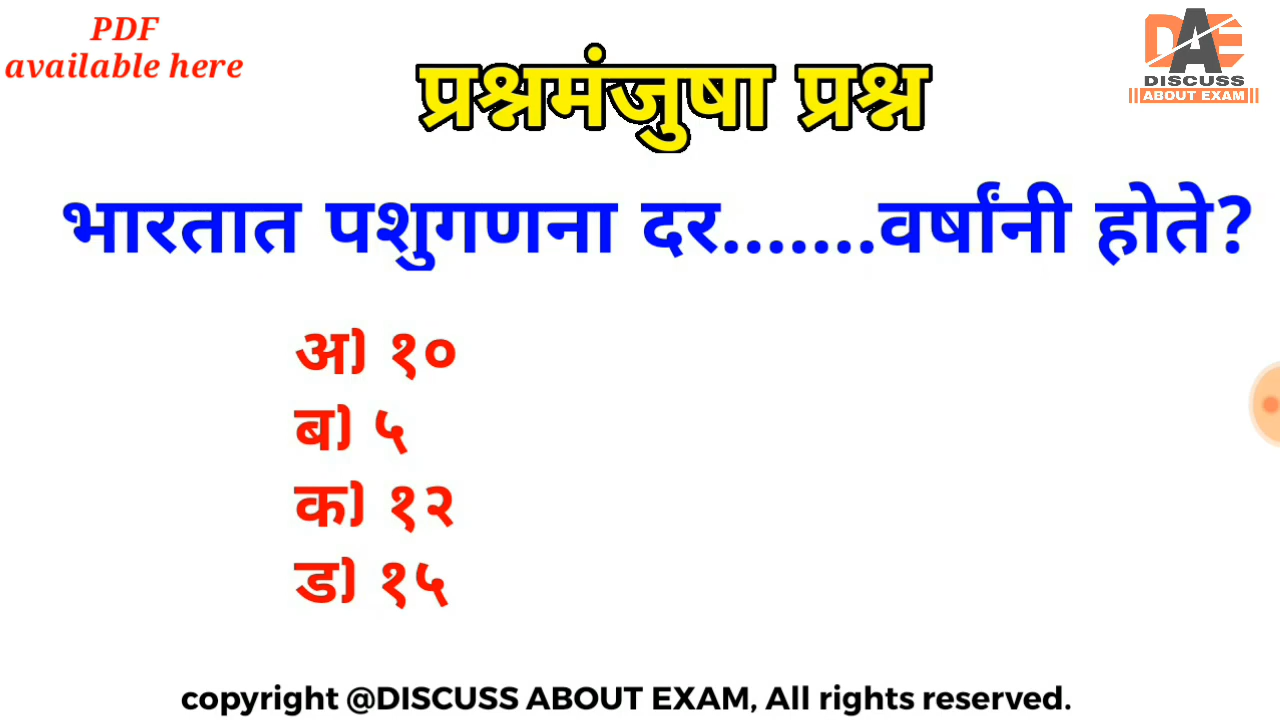 PDF
available here
DAE
DISCUSS
ABOUT EXAM
प्रश्नमंजुषा प्रश्न
भारतात पशुगणना दर.......वर्षांनी होते?
अ) १०
ब) ५
क) १२
ड) १५
copyright @DISCUSS ABOUT EXAM, All rights reserved.